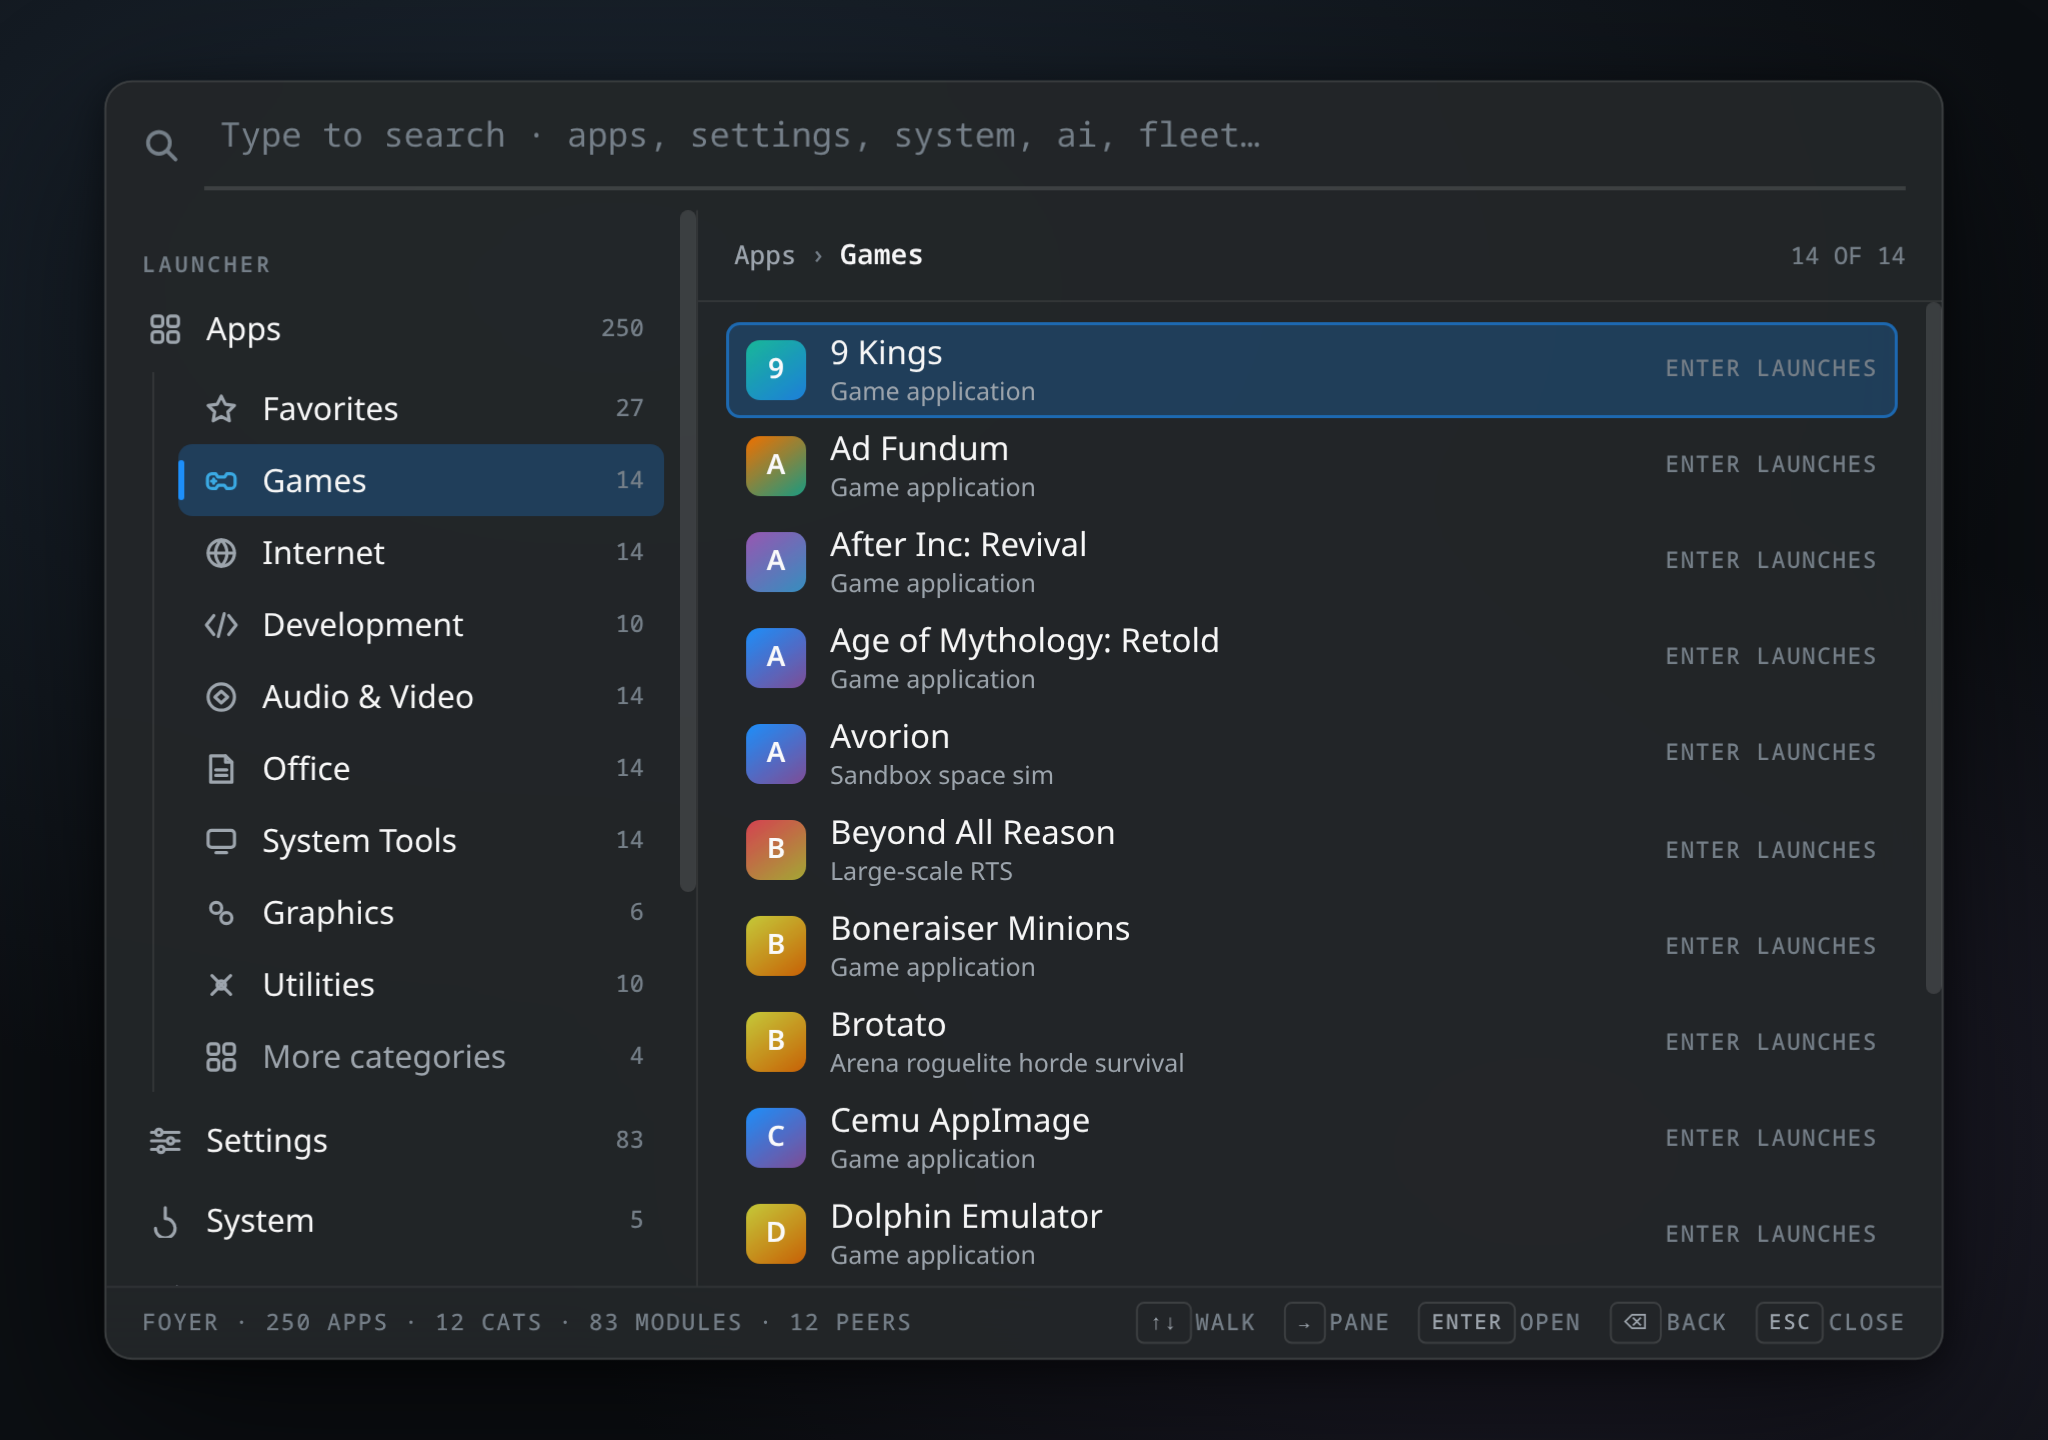 Type to search · apps, settings, system, ai, fleet…
LAUNCHER
Apps 250
Favorites 27
Games 14
Internet 14
Development 10
Audio & Video 14
Office 14
System Tools 14
Graphics 6
Utilities 10
More categories 4
Settings 83
System 5
Apps › Games 14 OF 14
9 9 Kings ENTER LAUNCHES
Game application
A Ad Fundum ENTER LAUNCHES
Game application
A After Inc: Revival ENTER LAUNCHES
Game application
A Age of Mythology: Retold ENTER LAUNCHES
Game application
A Avorion ENTER LAUNCHES
Sandbox space sim
B Beyond All Reason ENTER LAUNCHES
Large-scale RTS
B Boneraiser Minions ENTER LAUNCHES
Game application
B Brotato ENTER LAUNCHES
Arena roguelite horde survival
C Cemu AppImage ENTER LAUNCHES
Game application
D Dolphin Emulator ENTER LAUNCHES
Game application
FOYER · 250 APPS · 12 CATS · 83 MODULES · 12 PEERS ↑↓ WALK → PANE ENTER OPEN ⌫ BACK ESC CLOSE